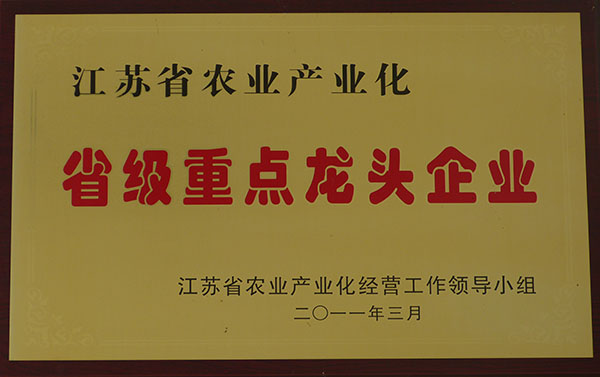 江苏省农业产业化
省级重点龙头企业
江苏省农业产业化经营工作领导小组
二〇一一年三月